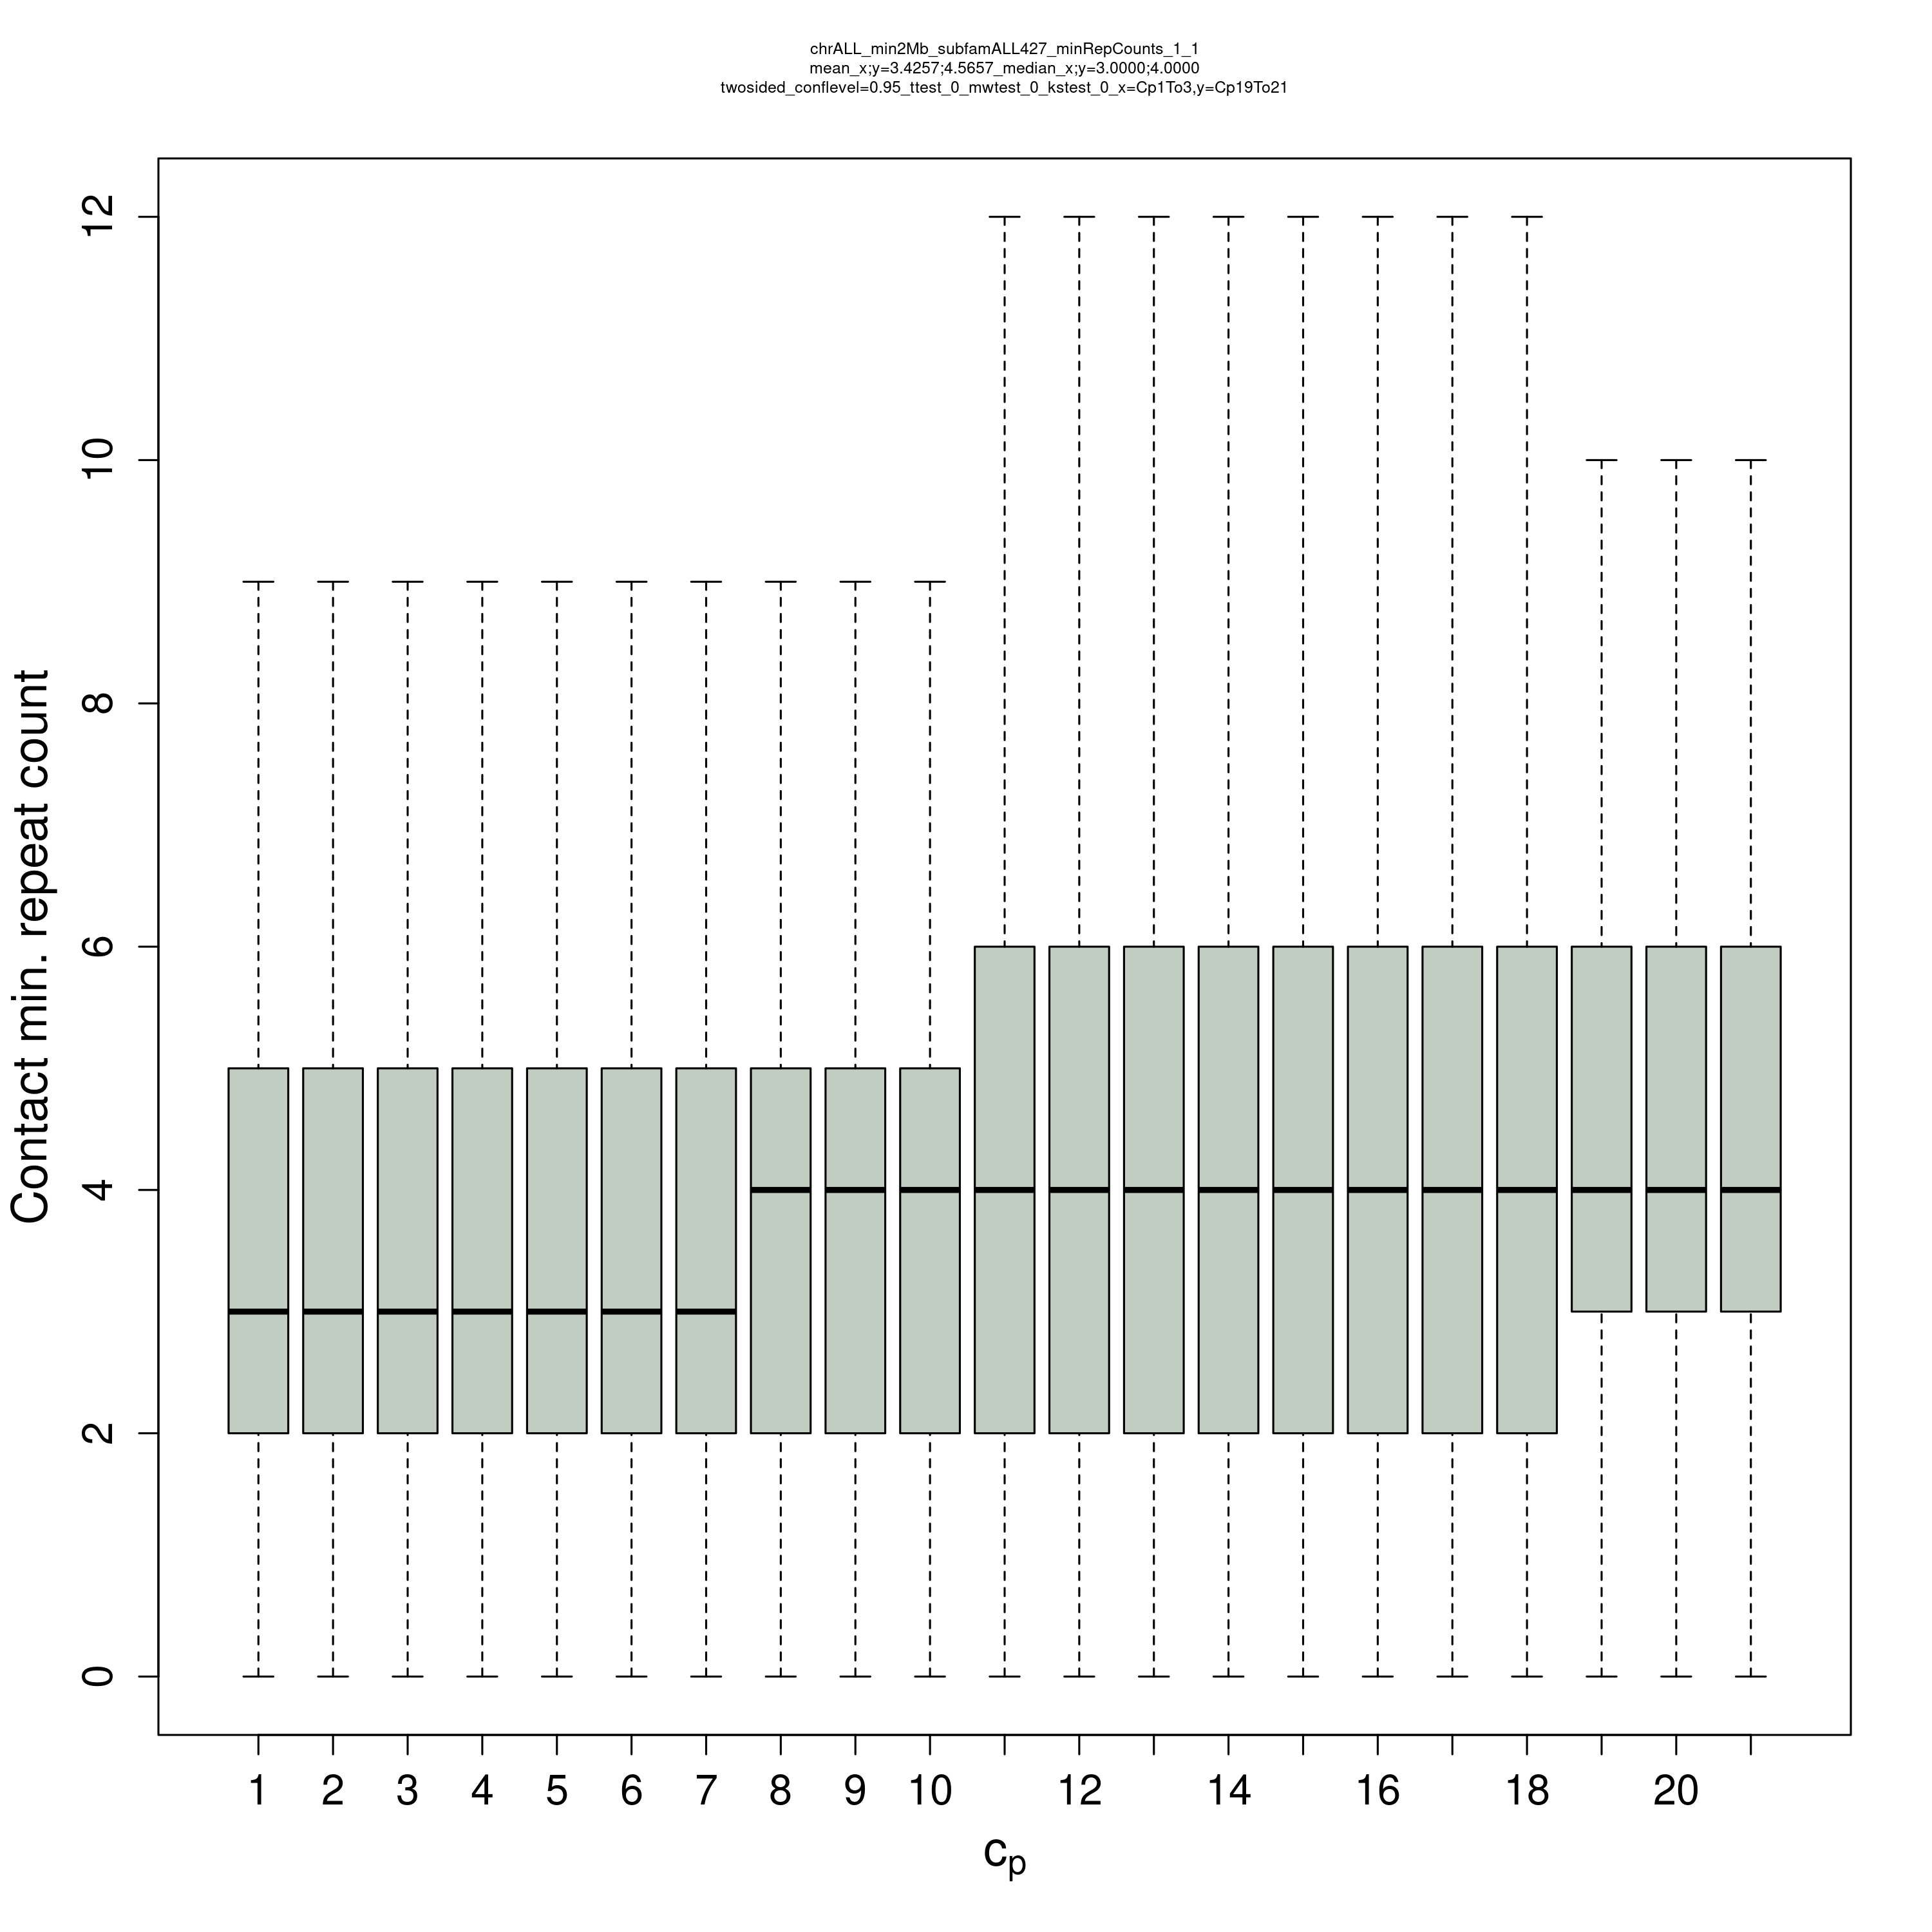 chrALL_min2Mb_subfamALL427_minRepCounts_1_1
mean_x;y=3.4257;4.5657_median_x;y=3.0000;4.0000
twosided_conflevel=0.95_ttest_0_mwtest_0_kstest_0_x=Cp1To3,y=Cp19To21
Contact min. repeat count
12
10
8
6
4
2
0
1 2 3 4 5 6 7 8 9 10 12 14 16 18 20
cp